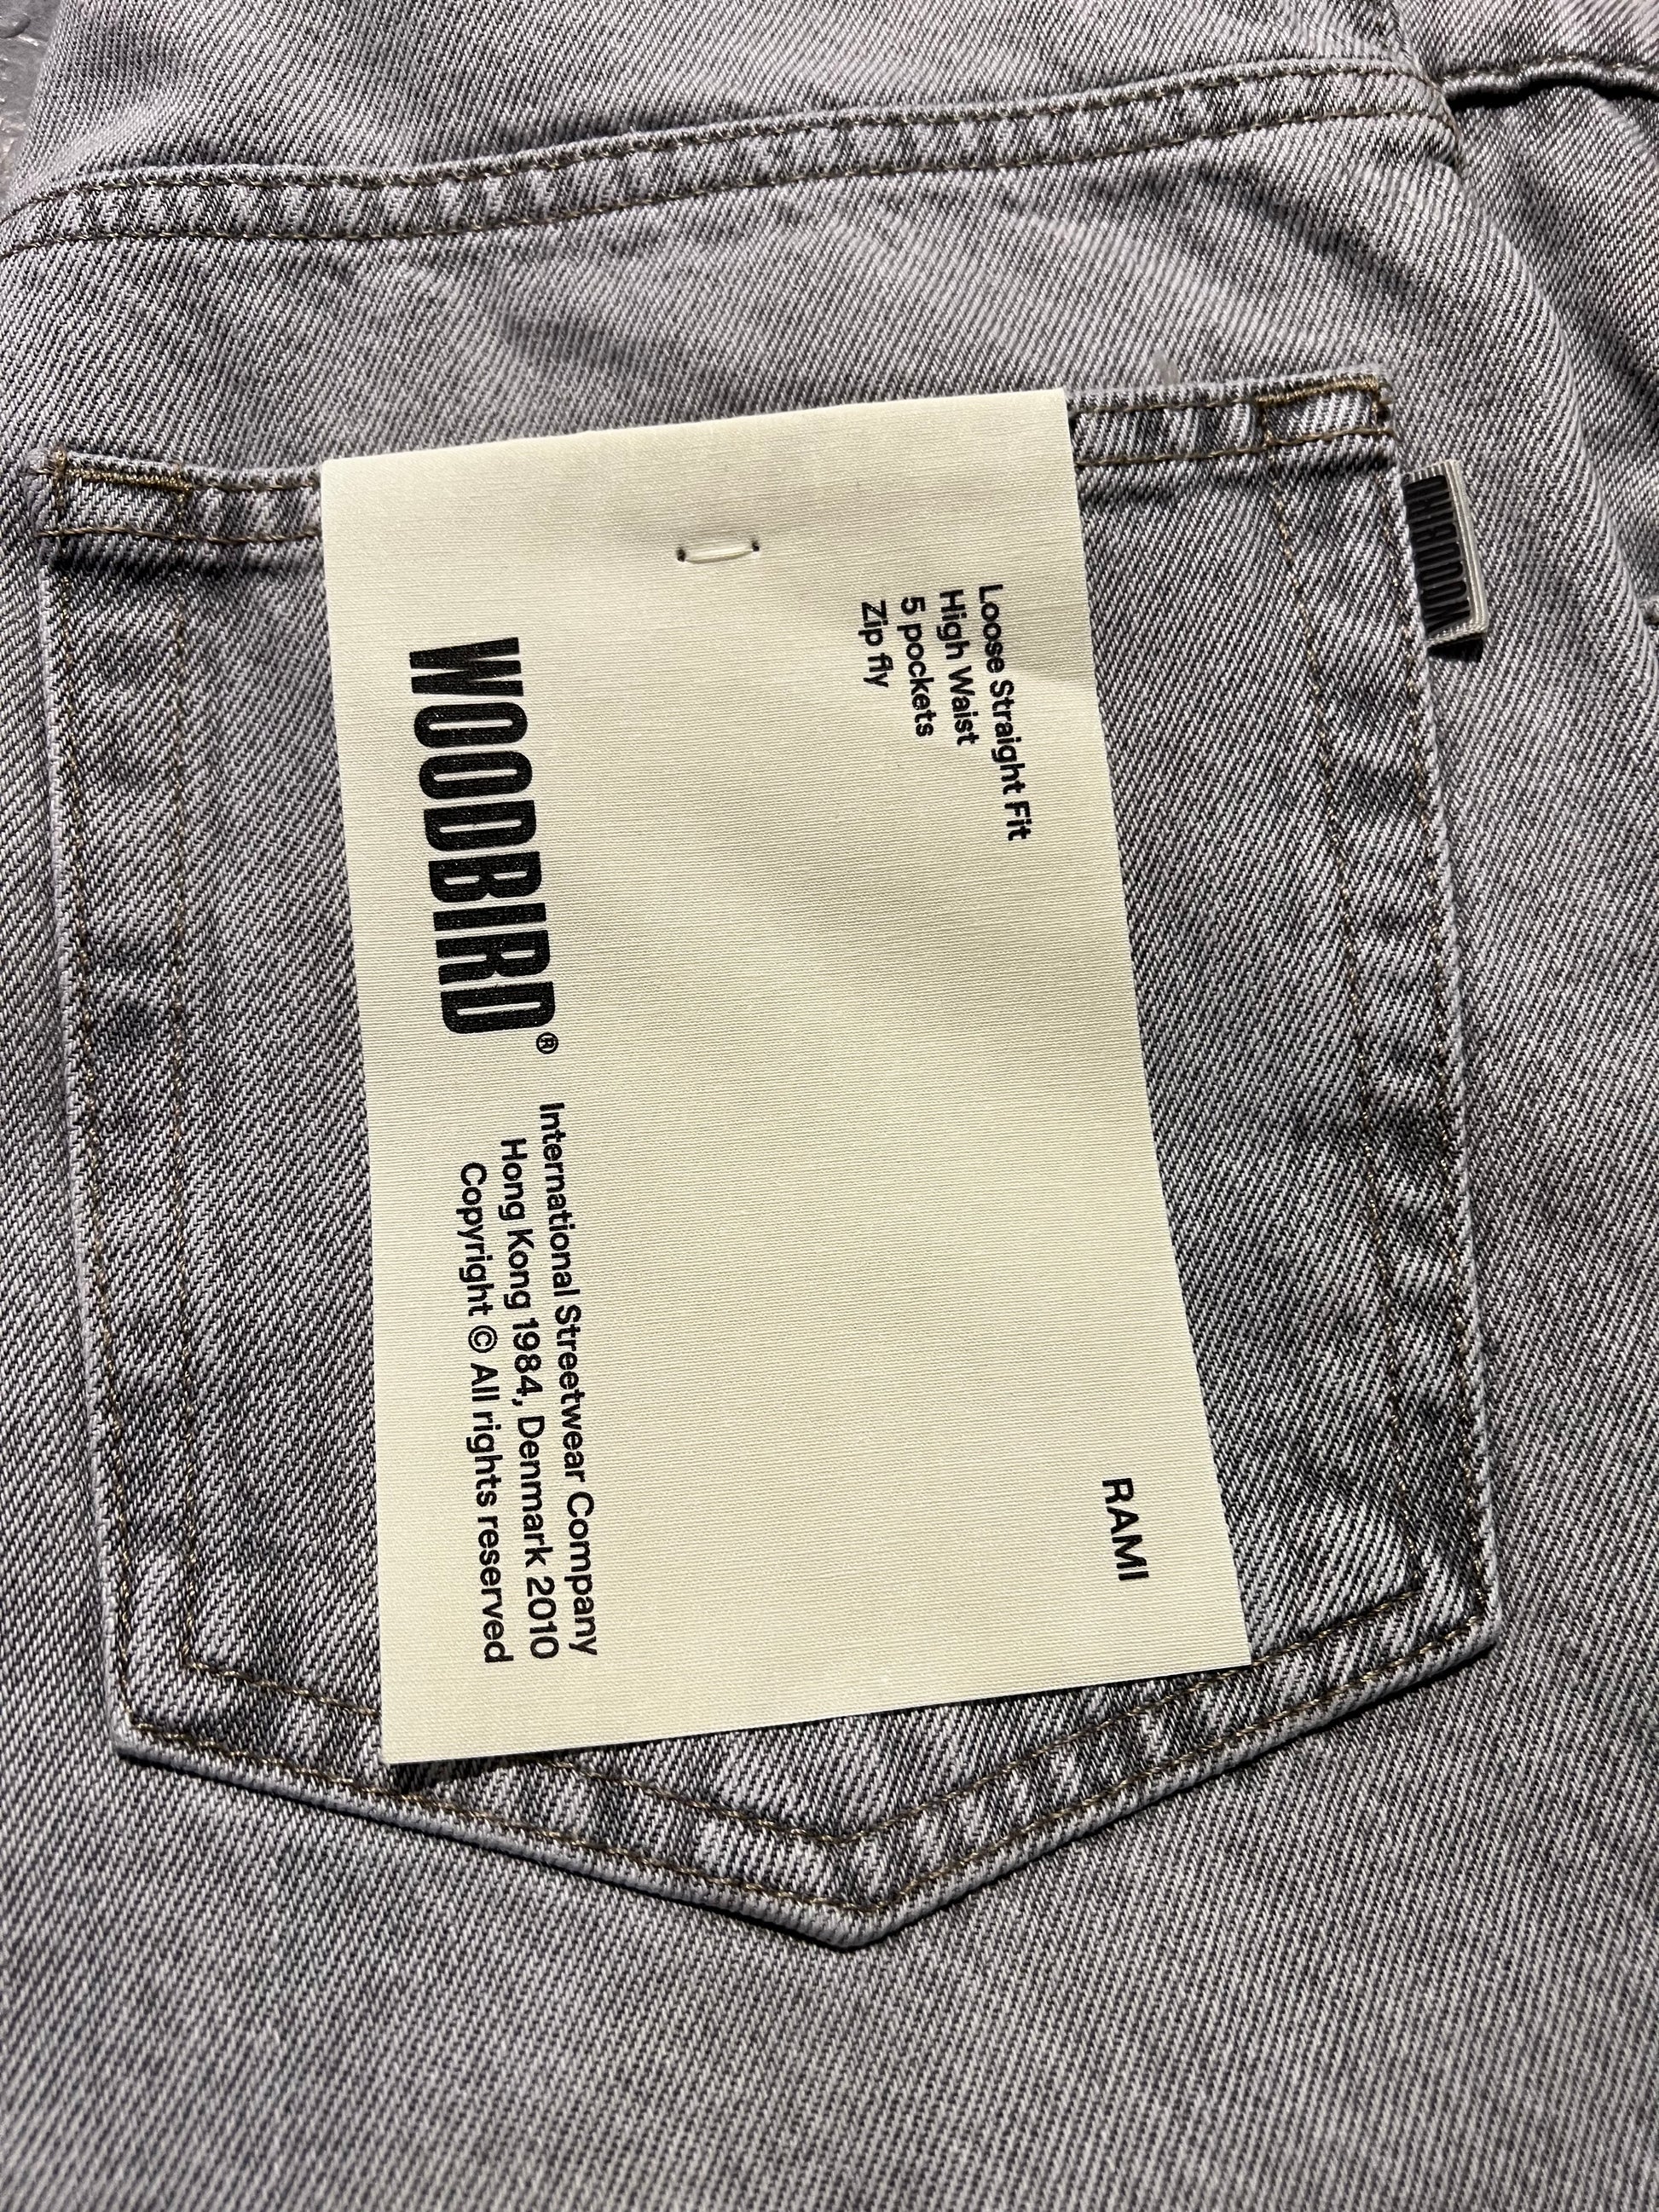 Loose Straight Fit
High Waist
5 pockets
Zip fly
RAMI
WOODBIRD®
International Streetwear Company
Hong Kong 1984, Denmark 2010
Copyright © All rights reserved
WOODBIRD